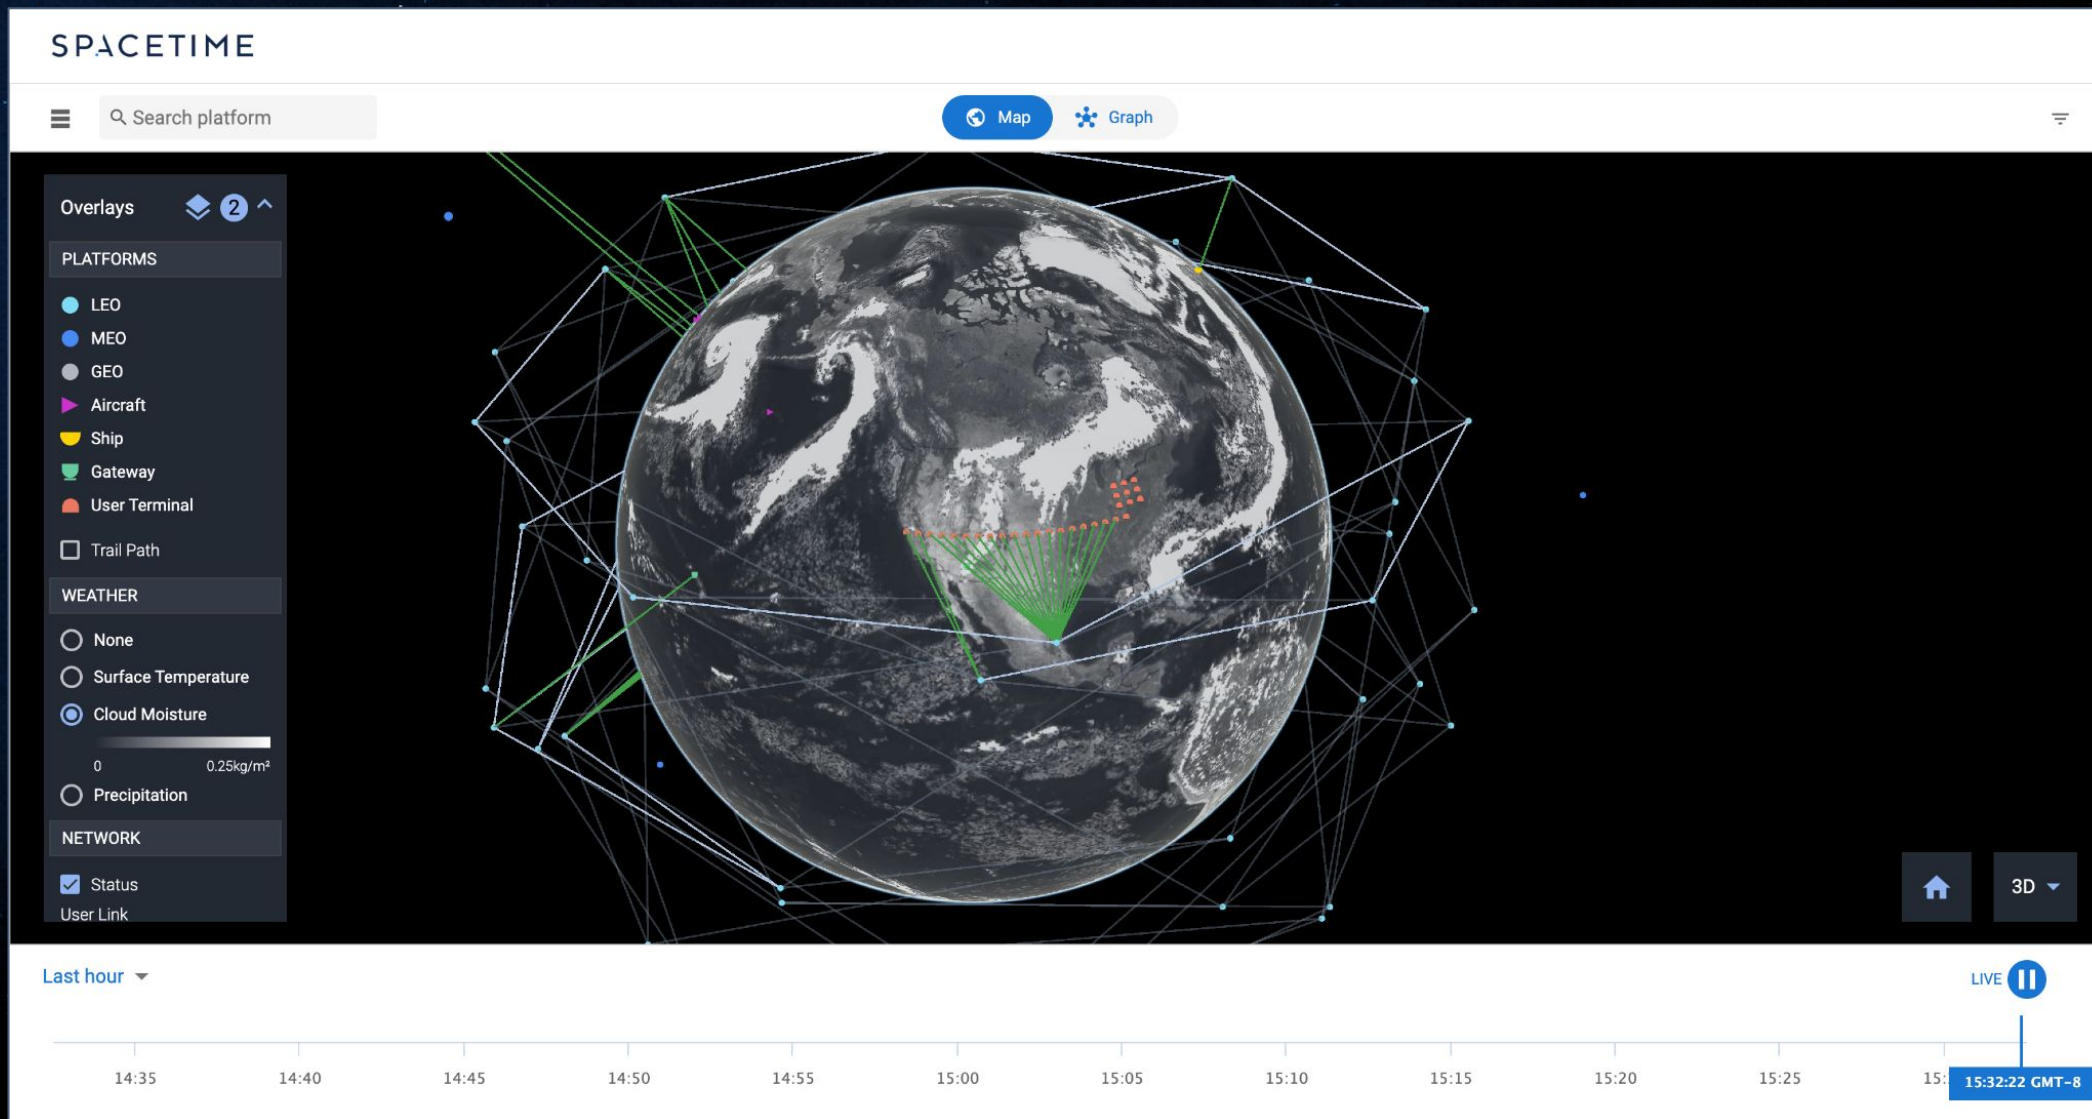 SPACETIME
Search platform
Map
Graph
Overlays 2
PLATFORMS
LEO
MEO
GEO
Aircraft
Ship
Gateway
User Terminal
Trail Path
WEATHER
None
Surface Temperature
Cloud Moisture
0 0.25kg/m²
Precipitation
NETWORK
Status
User Link
3D
Last hour
LIVE
14:35 14:40 14:45 14:50 14:55 15:00 15:05 15:10 15:15 15:20 15:25 15:
15:32:22 GMT-8